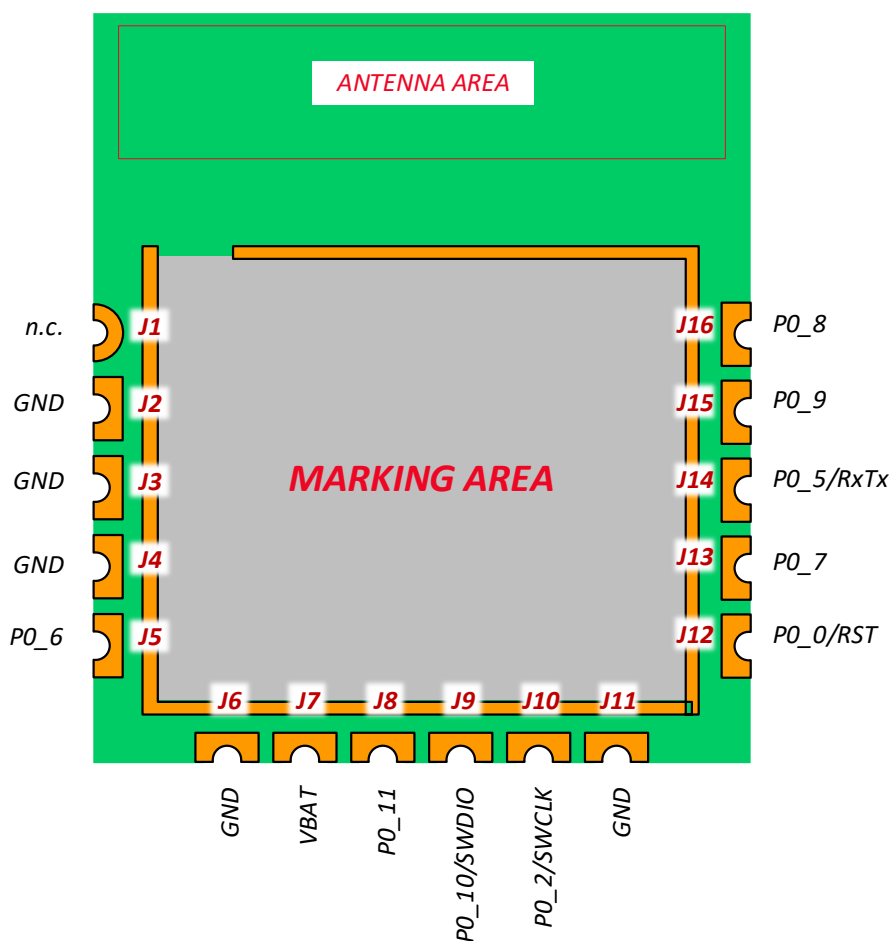 ANTENNA AREA
n.c.
J1
J16
P0_8
GND
J2
J15
P0_9
GND
J3
MARKING AREA
J14
P0_5/RxTx
GND
J4
J13
P0_7
P0_6
J5
J12
P0_0/RST
J6
J7
J8
J9
J10
J11
GND
VBAT
P0_11
P0_10/SWDIO
P0_2/SWCLK
GND